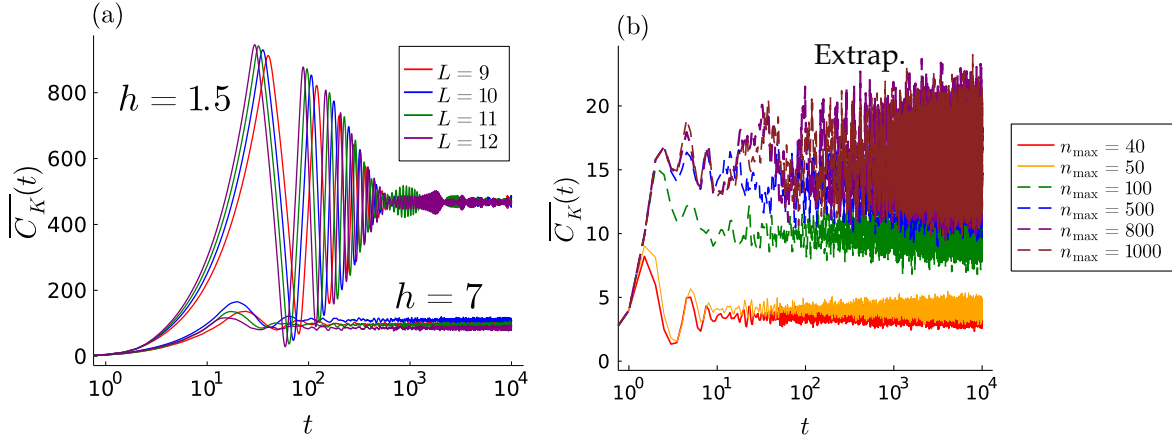 (a)
$\overline{C_K}(t)$
800
600
400
200
0
h = 1.5
h = 7
L = 9
L = 10
L = 11
L = 12
10^0
10^1
10^2
10^3
10^4
t
(b)
Extrap.
$\overline{C_K}(t)$
20
15
10
5
0
10^0
10^1
10^2
10^3
10^4
t
n_max = 40
n_max = 50
n_max = 100
n_max = 500
n_max = 800
n_max = 1000